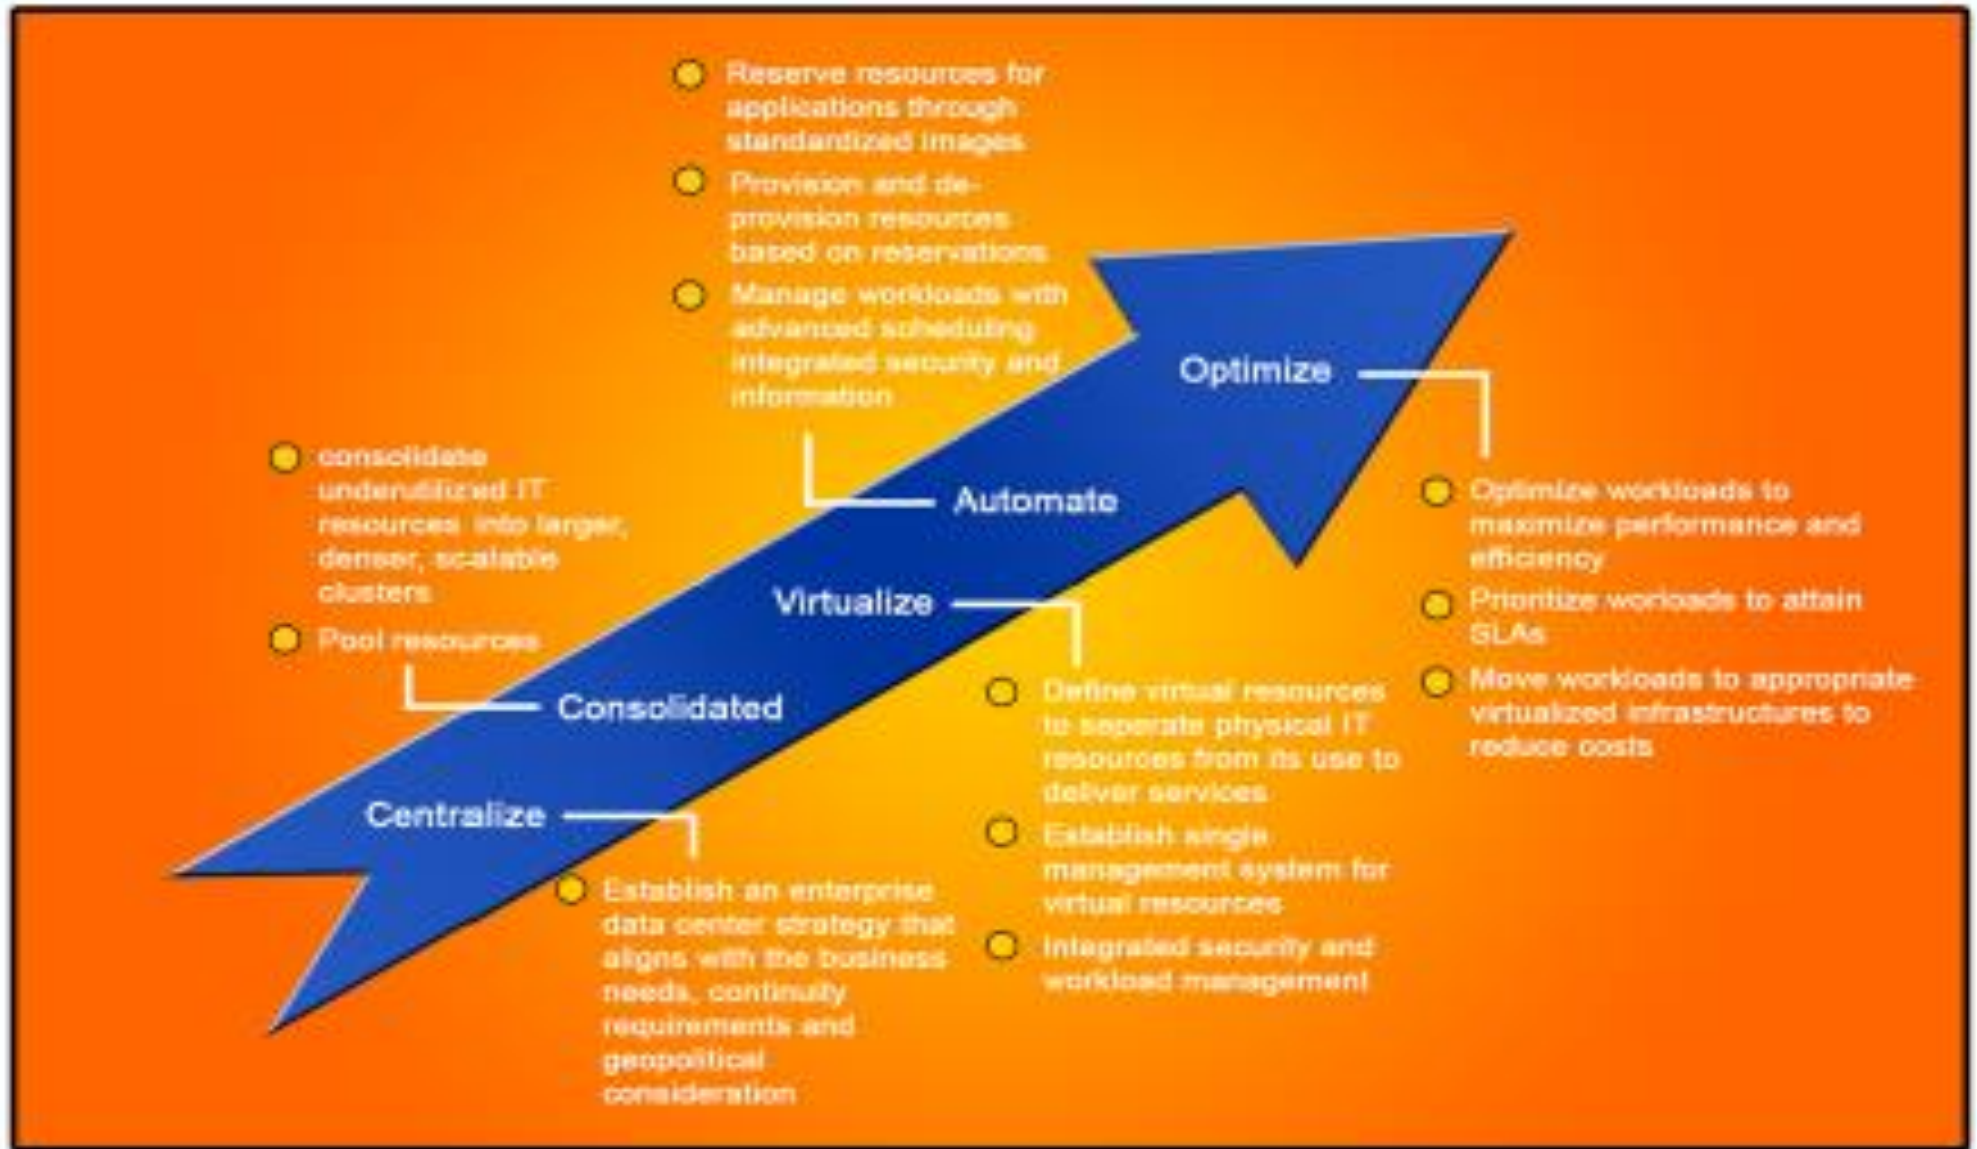 Reserve resources for
applications through
standardized images
Provision and de-
provision resources
based on reservations
Manage workloads with
advanced scheduling
integrated security and
information
Optimize
consolidate
underutilized IT
resources into larger,
denser, scalable
clusters
Pool resources
Automate
Optimize workloads to
maximize performance and
efficiency
Prioritize worloads to attain
SLAs
Move workloads to appropriate
virtualized infrastructures to
reduce costs
Virtualize
Define virtual resources
to seperate physical IT
resources from its use to
deliver services
Establish single
management system for
virtual resources
Integrated security and
workload management
Consolidated
Centralize
Establish an enterprise
data center strategy that
aligns with the business
needs, continuity
requirements and
geopolitical
consideration